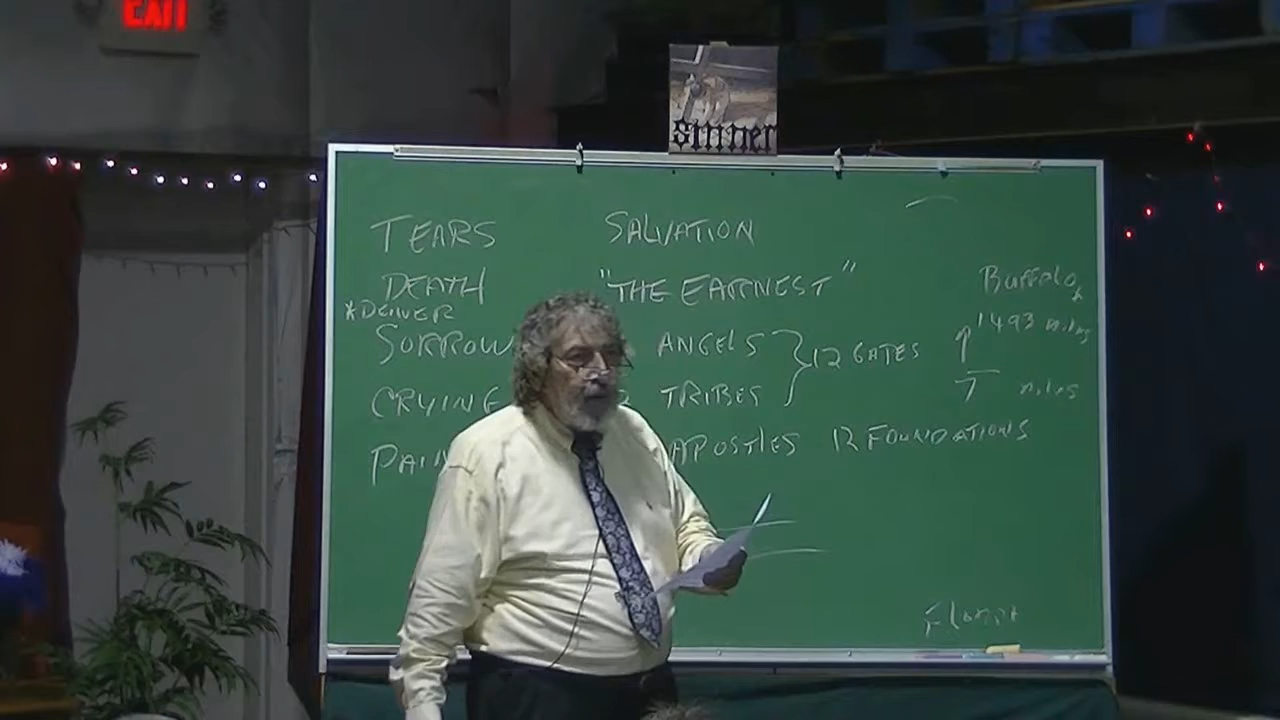 EXIT
sinner
TEARS
DEATH
SORROW
CRYING
SALVATION
"THE EARNEST"
ANGELS
TRIBES
APOSTLES
12 GATES
12 FOUNDATIONS
BUFFALO
1493 miles
miles